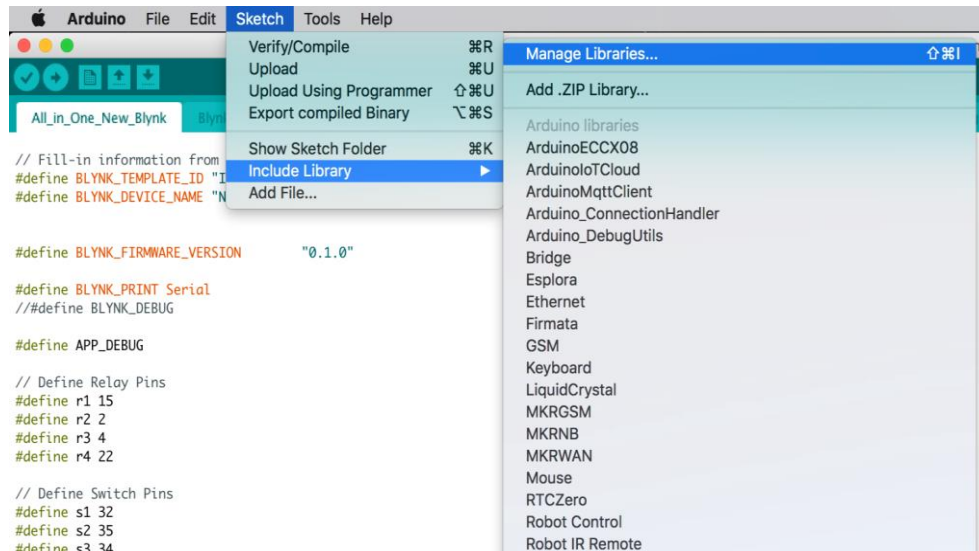 Arduino File Edit Sketch Tools Help
Verify/Compile ⌘R
Upload ⌘U
Upload Using Programmer ⇧⌘U
Export compiled Binary ⌥⌘S
Show Sketch Folder ⌘K
Include Library ▶
Add File...
Manage Libraries... ⇧⌘I
Add .ZIP Library...
Arduino libraries
ArduinoECCX08
ArduinoIoTCloud
ArduinoMqttClient
Arduino_ConnectionHandler
Arduino_DebugUtils
Bridge
Esplora
Ethernet
Firmata
GSM
Keyboard
LiquidCrystal
MKRGSM
MKRNB
MKRWAN
Mouse
RTCZero
Robot Control
Robot IR Remote
All_in_One_New_Blynk
// Fill-in information from
#define BLYNK_TEMPLATE_ID
#define BLYNK_DEVICE_NAME
#define BLYNK_FIRMWARE_VERSION "0.1.0"
#define BLYNK_PRINT Serial
//#define BLYNK_DEBUG
#define APP_DEBUG
// Define Relay Pins
#define r1 15
#define r2 2
#define r3 4
#define r4 22
// Define Switch Pins
#define s1 32
#define s2 35
#define s3 34